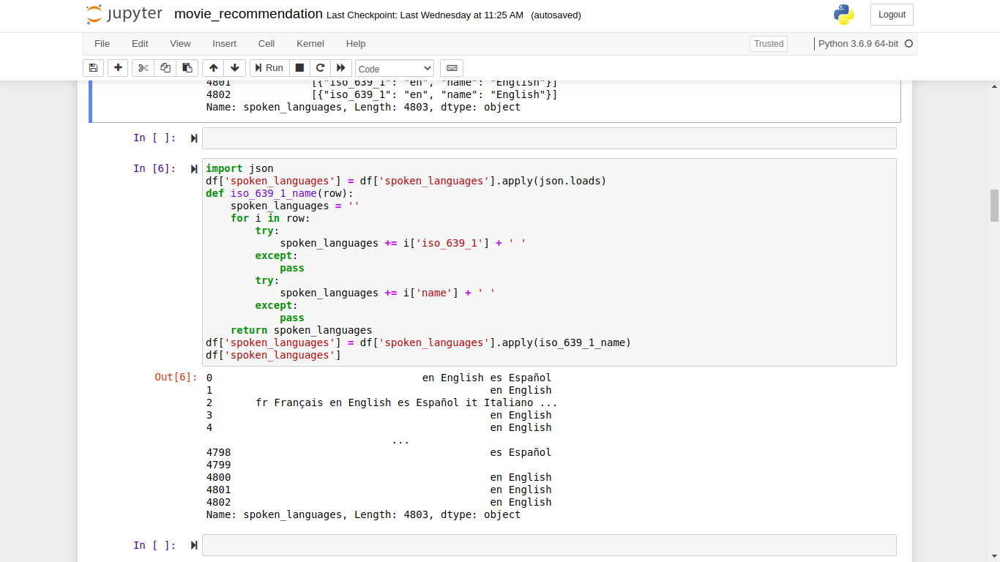 jupyter movie_recommendation Last Checkpoint: Last Wednesday at 11:25 AM (autosaved) Logout
File Edit View Insert Cell Kernel Help Trusted Python 3.6.9 64-bit
Run Code
4801 [{"iso_639_1": "en", "name": "English"}]
4802 [{"iso_639_1": "en", "name": "English"}]
Name: spoken_languages, Length: 4803, dtype: object
In [ ]:
In [6]: import json
df['spoken_languages'] = df['spoken_languages'].apply(json.loads)
def iso_639_1_name(row):
    spoken_languages = ''
    for i in row:
        try:
            spoken_languages += i['iso_639_1'] + ' '
        except:
            pass
        try:
            spoken_languages += i['name'] + ' '
        except:
            pass
    return spoken_languages
df['spoken_languages'] = df['spoken_languages'].apply(iso_639_1_name)
df['spoken_languages']
Out[6]: 0 en English es Español
1 en English
2 fr Français en English es Español it Italiano ...
3 en English
4 en English
...
4798 es Español
4799
4800 en English
4801 en English
4802 en English
Name: spoken_languages, Length: 4803, dtype: object
In [ ]: